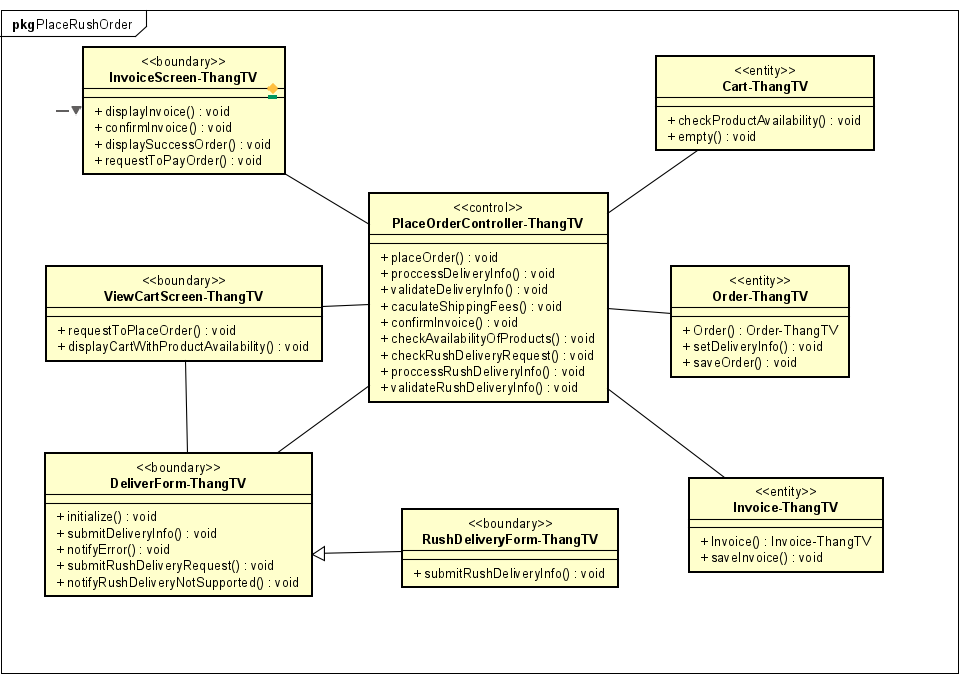 pkg PlaceRushOrder
<<boundary>>
InvoiceScreen-ThangTV
+ displayInvoice() : void
+ confirmInvoice() : void
+ displaySuccessOrder() : void
+ requestToPayOrder() : void
<<entity>>
Cart-ThangTV
+ checkProductAvailability() : void
+ empty() : void
<<control>>
PlaceOrderController-ThangTV
+ placeOrder() : void
+ proccessDeliveryInfo() : void
+ validateDeliveryInfo() : void
+ caculateShippingFees() : void
+ confirmInvoice() : void
+ checkAvailabilityOfProducts() : void
+ checkRushDeliveryRequest() : void
+ proccessRushDeliveryInfo() : void
+ validateRushDeliveryInfo() : void
<<boundary>>
ViewCartScreen-ThangTV
+ requestToPlaceOrder() : void
+ displayCartWithProductAvailability() : void
<<entity>>
Order-ThangTV
+ Order() : Order-ThangTV
+ setDeliveryInfo() : void
+ saveOrder() : void
<<boundary>>
DeliverForm-ThangTV
+ initialize() : void
+ submitDeliveryInfo() : void
+ notifyError() : void
+ submitRushDeliveryRequest() : void
+ notifyRushDeliveryNotSupported() : void
<<boundary>>
RushDeliveryForm-ThangTV
+ submitRushDeliveryInfo() : void
<<entity>>
Invoice-ThangTV
+ Invoice() : Invoice-ThangTV
+ saveInvoice() : void